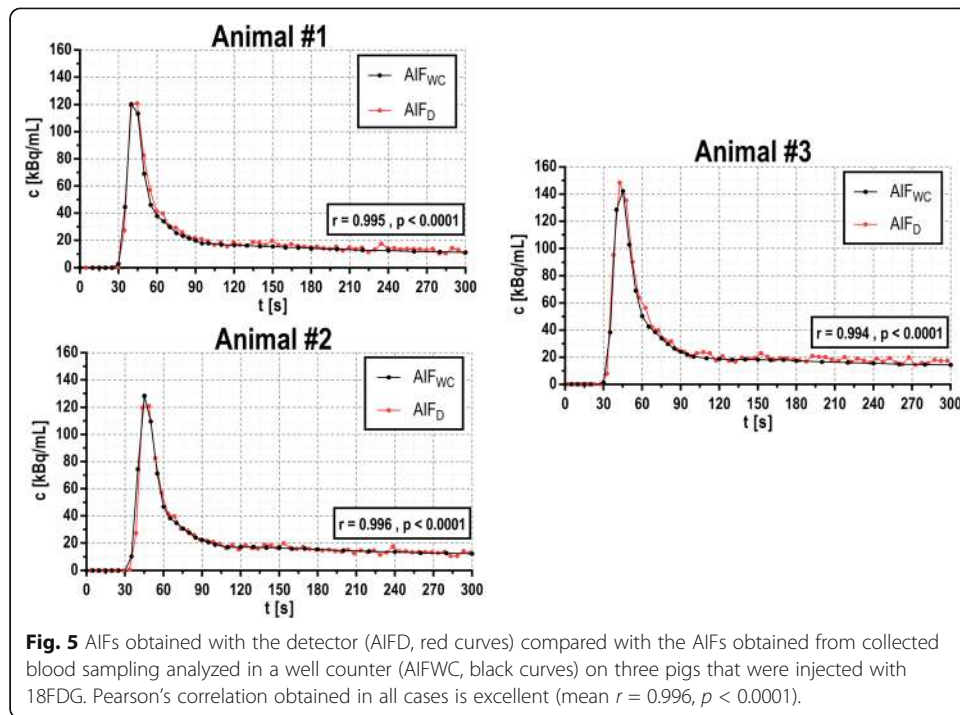 Animal #1
160
140
120
100
80
60
40
20
0
c [kBq/mL]
AIFWC
AIFD
r = 0.995 , p < 0.0001
0 30 60 90 120 150 180 210 240 270 300
t [s]
Animal #2
160
140
120
100
80
60
40
20
0
c [kBq/mL]
AIFWC
AIFD
r = 0.996 , p < 0.0001
0 30 60 90 120 150 180 210 240 270 300
t [s]
Animal #3
160
140
120
100
80
60
40
20
0
c [kBq/mL]
AIFWC
AIFD
r = 0.994 , p < 0.0001
0 30 60 90 120 150 180 210 240 270 300
t [s]
Fig. 5 AIFs obtained with the detector (AIFD, red curves) compared with the AIFs obtained from collected
blood sampling analyzed in a well counter (AIFWC, black curves) on three pigs that were injected with
18FDG. Pearson’s correlation obtained in all cases is excellent (mean r = 0.996, p < 0.0001).